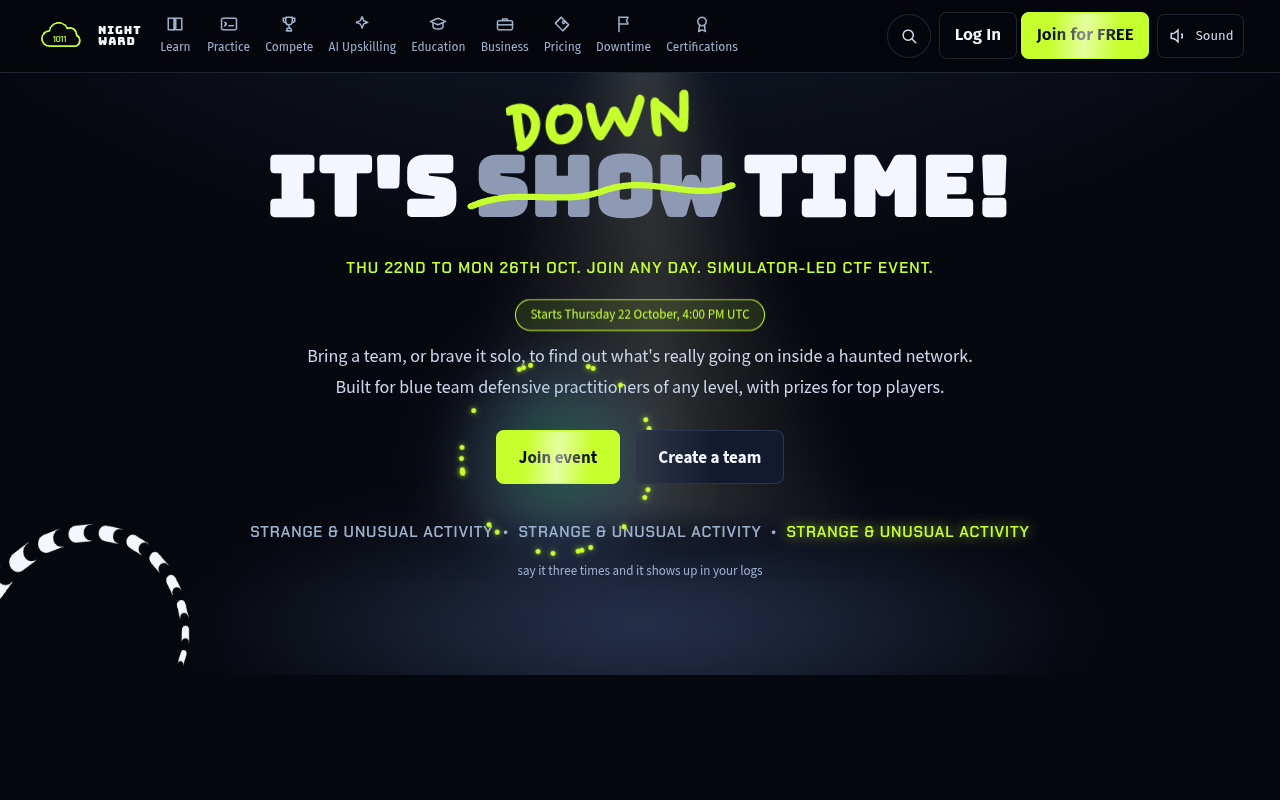 1011
NIGHT
WARD
Learn
Practice
Compete
AI Upskilling
Education
Business
Pricing
Downtime
Certifications
Log In
Join for FREE
Sound
DOWN
IT'S SHOW TIME!
THU 22ND TO MON 26TH OCT. JOIN ANY DAY. SIMULATOR-LED CTF EVENT.
Starts Thursday 22 October, 4:00 PM UTC
Bring a team, or brave it solo, to find out what's really going on inside a haunted network.
Built for blue team defensive practitioners of any level, with prizes for top players.
Join event
Create a team
STRANGE & UNUSUAL ACTIVITY • STRANGE & UNUSUAL ACTIVITY • STRANGE & UNUSUAL ACTIVITY
say it three times and it shows up in your logs